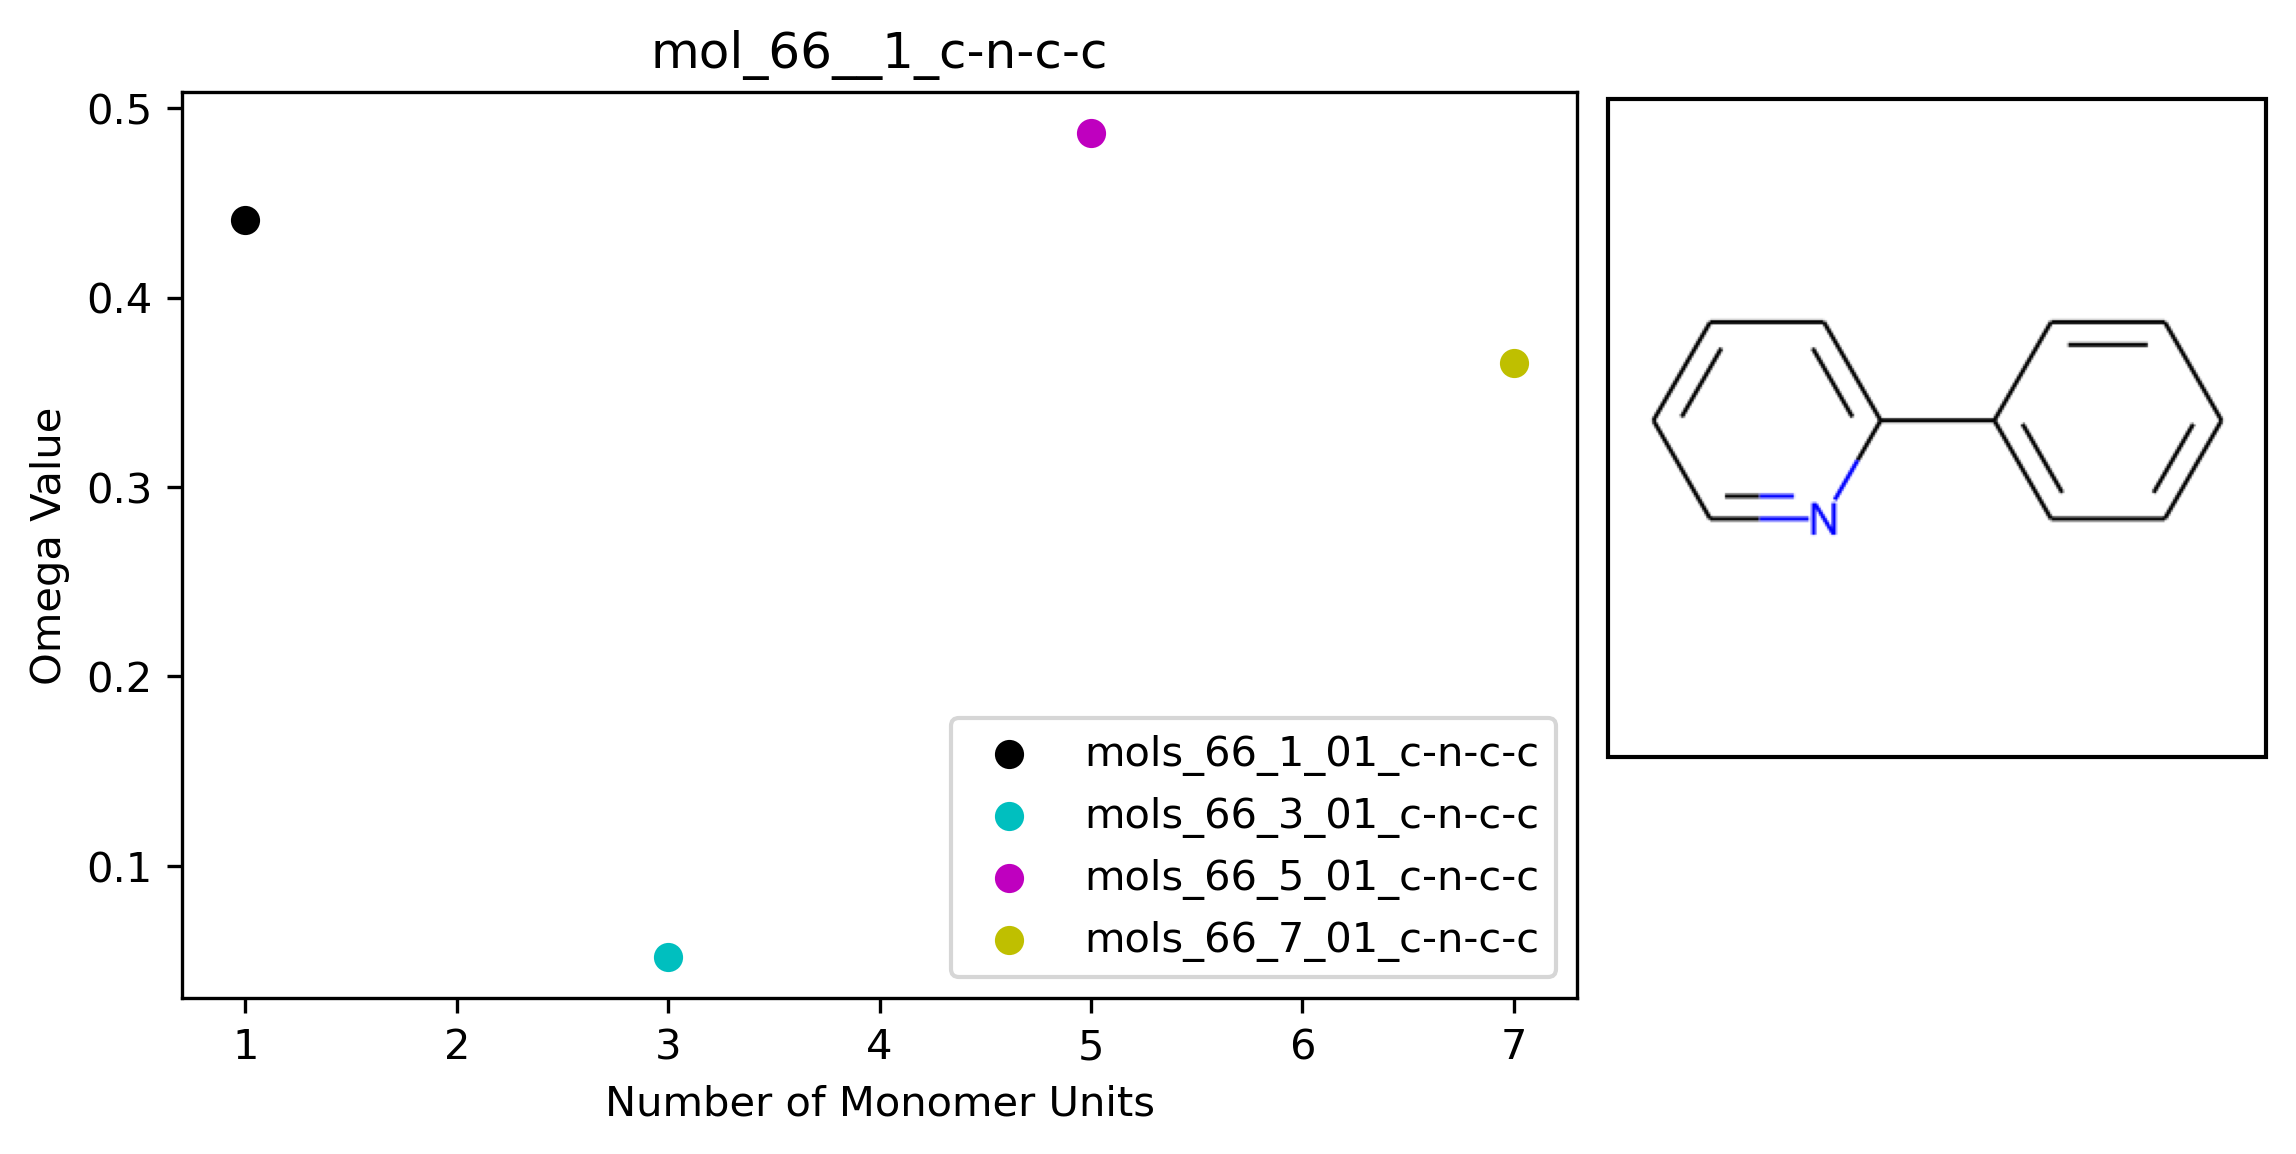 mol_66__1_c-n-c-c
Omega Value
0.5
0.4
0.3
0.2
0.1
mols_66_1_01_c-n-c-c
mols_66_3_01_c-n-c-c
mols_66_5_01_c-n-c-c
mols_66_7_01_c-n-c-c
1 2 3 4 5 6 7
Number of Monomer Units
N